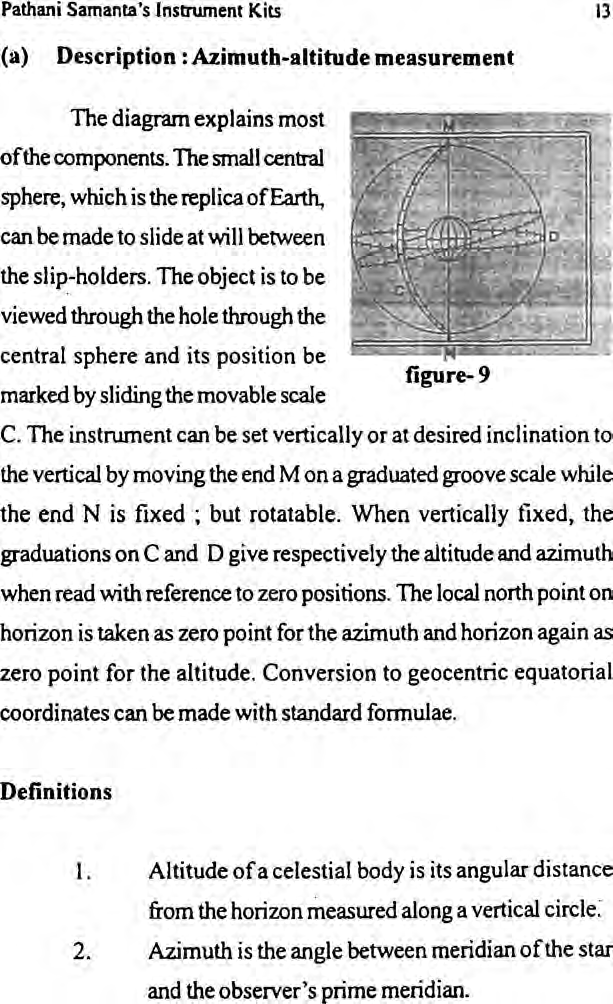 Pathani Samanta's Instrument Kits 13
(a) Description : Azimuth-altitude measurement
The diagram explains most
of the components. The small central
sphere, which is the replica of Earth,
can be made to slide at will between
the slip-holders. The object is to be
viewed through the hole through the
central sphere and its position be
marked by sliding the movable scale
M
D
C
N
figure- 9
C. The instrument can be set vertically or at desired inclination to
the vertical by moving the end M on a graduated groove scale while
the end N is fixed ; but rotatable. When vertically fixed, the
graduations on C and D give respectively the altitude and azimuth
when read with reference to zero positions. The local north point on
horizon is taken as zero point for the azimuth and horizon again as
zero point for the altitude. Conversion to geocentric equatorial
coordinates can be made with standard formulae.
Definitions
1. Altitude of a celestial body is its angular distance
from the horizon measured along a vertical circle.
2. Azimuth is the angle between meridian of the star
and the observer's prime meridian.